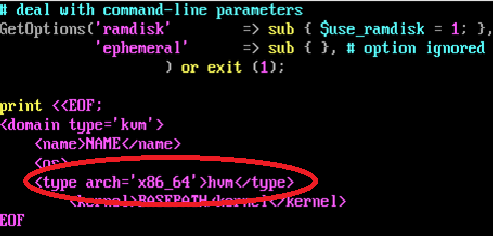 # deal with command-line parameters
GetOptions('ramdisk' => sub { $use_ramdisk = 1; },
'ephemeral' => sub { }, # option ignored
) or exit (1);
print <<EOF;
<domain type='kvm'>
<name>NAME</name>
<os>
<type arch='x86_64'>hvm</type>
<kernel>BASEPATH/kernel</kernel>
EOF